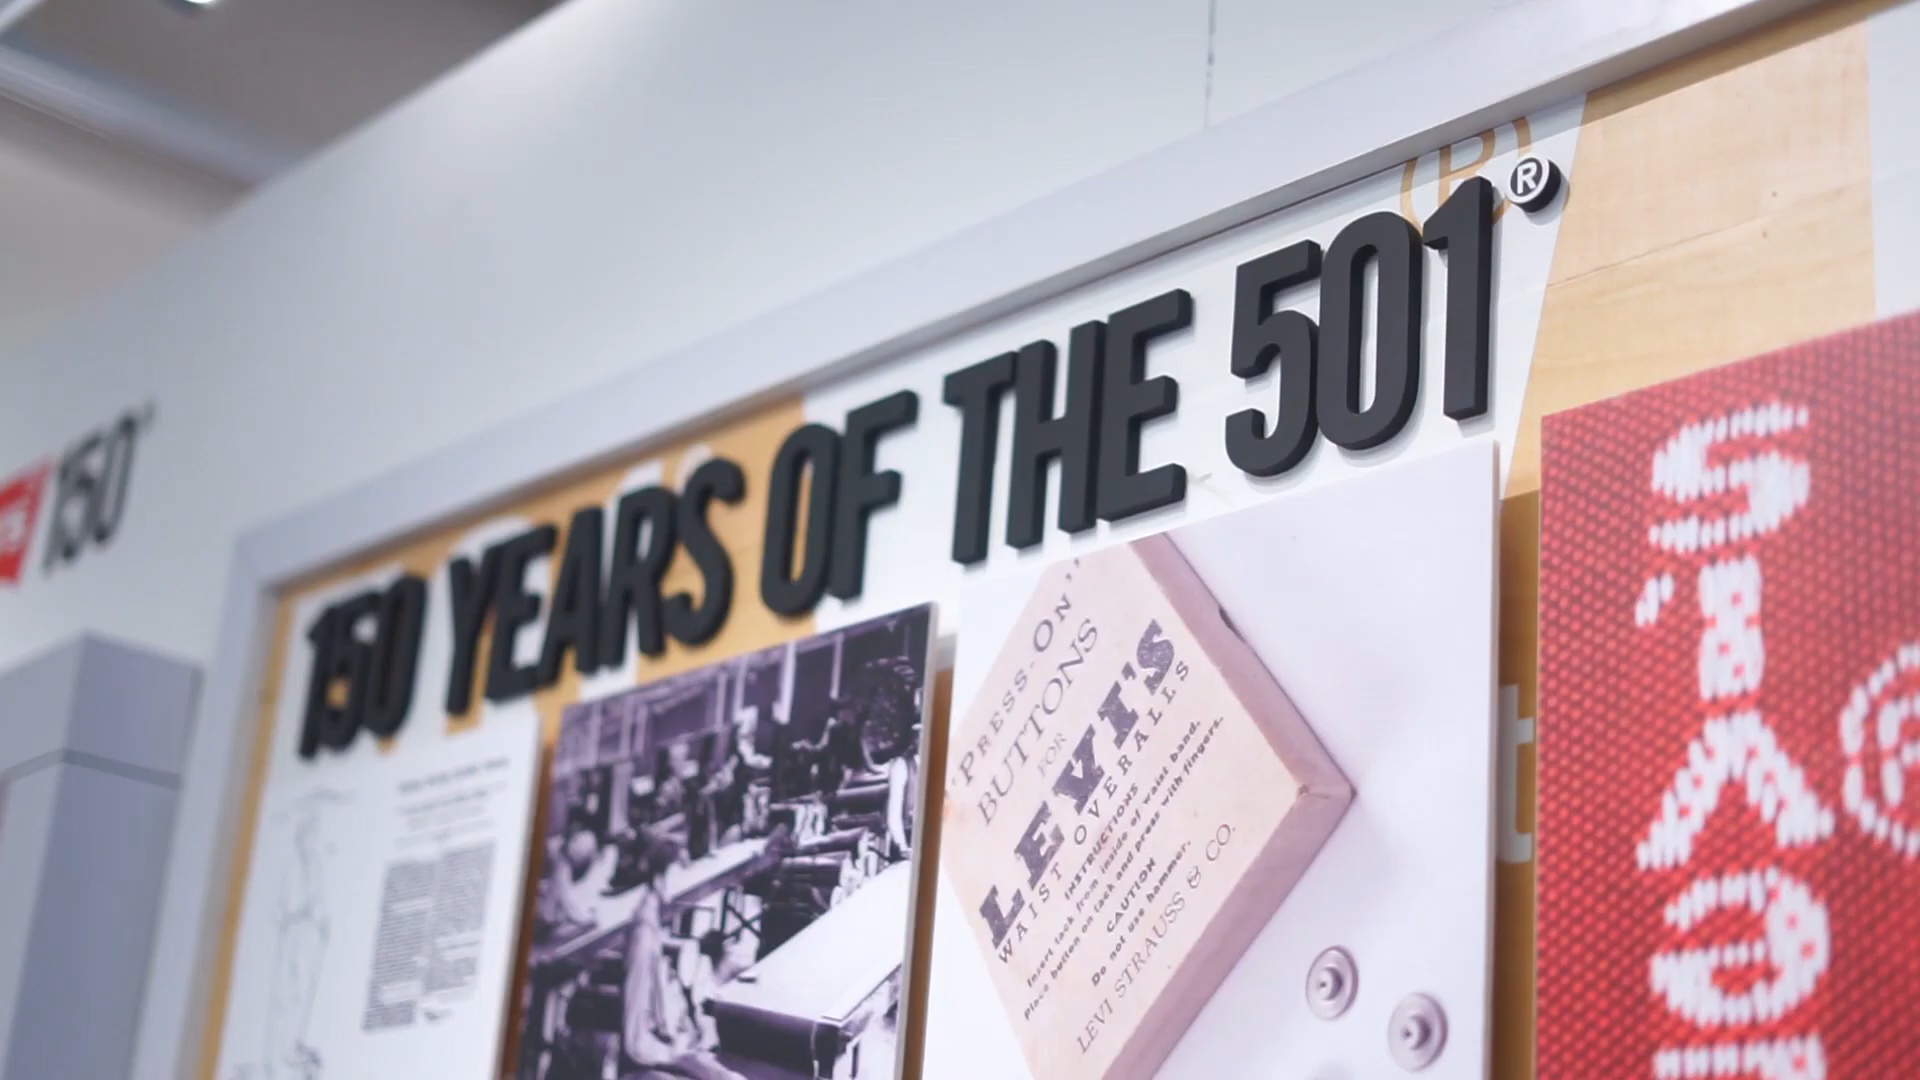 150
150 YEARS OF THE 501®
"PRESS-ON"
BUTTONS
FOR
LEVI'S
WAIST OVERALLS
INSTRUCTIONS
Insert tack from inside of waist band.
Place button on tack and press with fingers.
CAUTION
Do not use hammer.
LEVI STRAUSS & CO.
LEVI'S